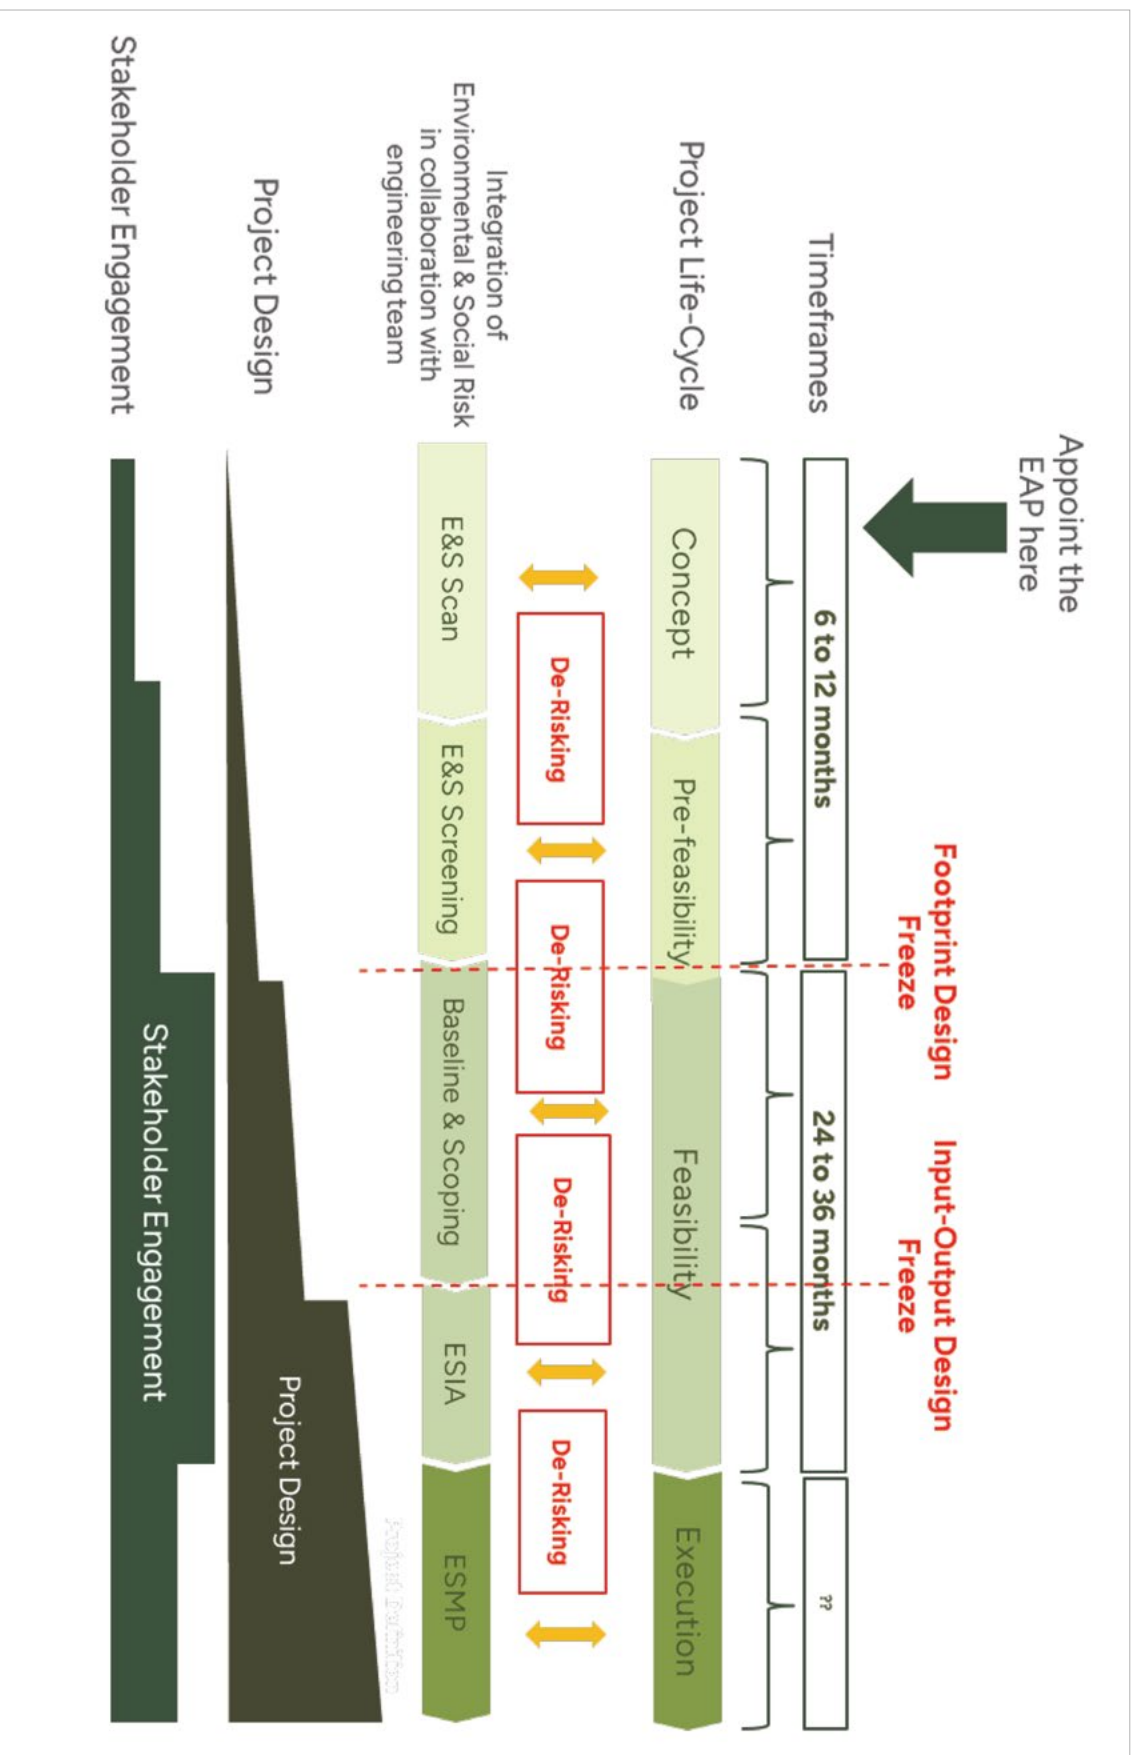 Appoint the
EAP here
Footprint Design
Freeze
Input-Output Design
Freeze
Timeframes
6 to 12 months
24 to 36 months
??
Project Life-Cycle
Concept
Pre-feasibility
Feasibility
Execution
De-Risking
De-Risking
De-Risking
De-Risking
Integration of
Environmental & Social Risk
in collaboration with
engineering team
E&S Scan
E&S Screening
Baseline & Scoping
ESIA
ESMP
Project Definition
Project Design
Project Design
Stakeholder Engagement
Stakeholder Engagement